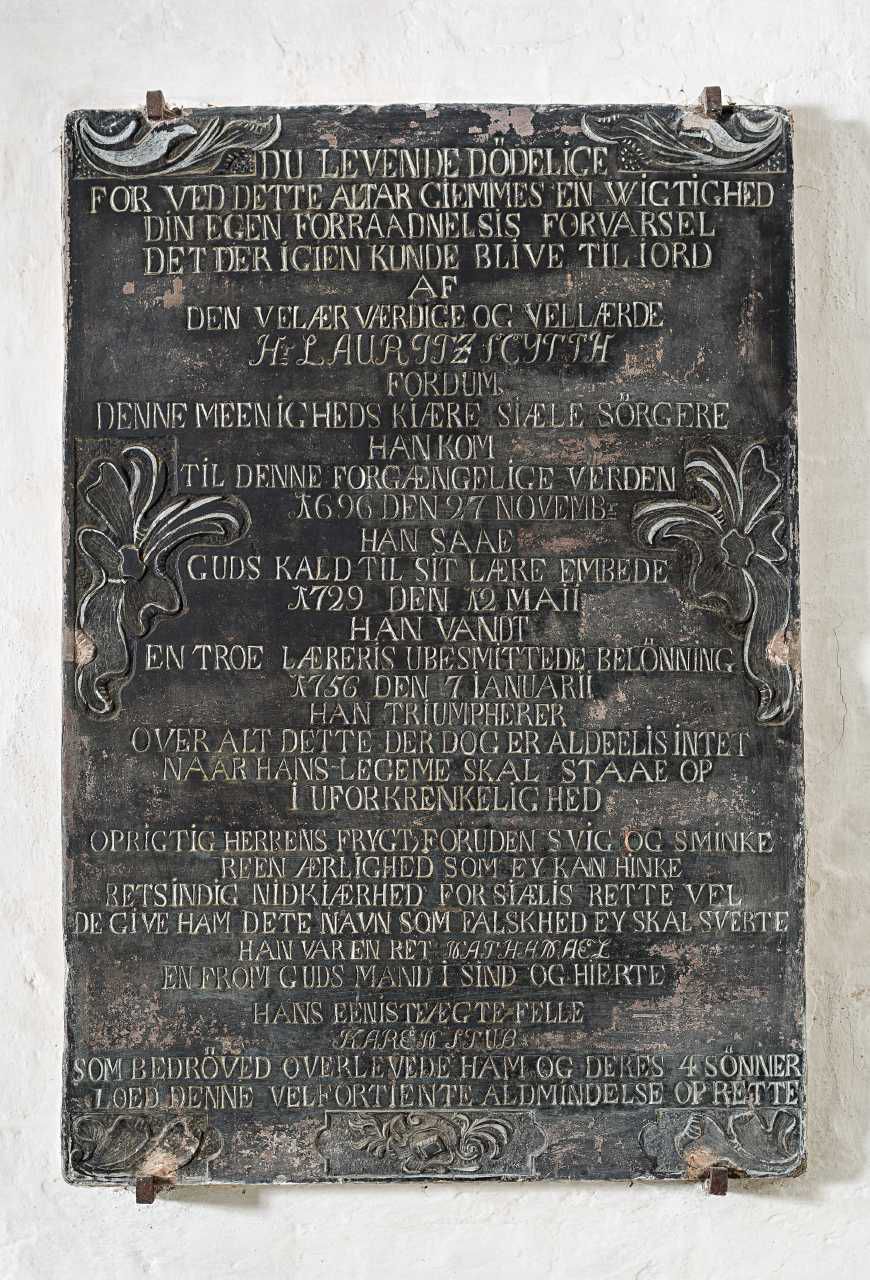 DU LEVENDE DÖDELIGE
FOR VED DETTE ALTAR GIEMMES EN WIGTIGHED
DIN EGEN FORRAADNELSIS FORVARSEL
DET DER IGIEN KUNDE BLIVE TIL IORD
AF
DEN VELÆRVÆRDIGE OG VELLÆRDE
Hr LAURITZ SCYTTH
FORDUM
DENNE MEENIGHEDS KIÆRE SIÆLE SÖRGERE
HAN KOM
TIL DENNE FORGÆNGELIGE VERDEN
1696 DEN 27 NOVEMBr
HAN SAAE
GUDS KALD TIL SIT LÆRE EMBEDE
1729 DEN 12 MAII
HAN VANDT
EN TROE LÆRERIS UBESMITTEDE BELÖNNING
1756 DEN 7 IANUARII
HAN TRIUMPHERER
OVER ALT DETTE DER DOG ER ALDEELIS INTET
NAAR HANS LEGEME SKAL STAAE OP
I UFORKRENKELIGHED
OPRIGTIG HERRENS FRYGT, FORUDEN SVIG OG SMINKE
REEN ÆRLIGHED SOM EY KAN HINKE
RETSINDIG NIDKIÆRHED FOR SIÆLIS RETTE VEL
DE GIVE HAM DETE NAVN SOM FALSKHED EY SKAL SVERTE
HAN VAR EN RET NATHANAEL
EN FROM GUDS MAND I SIND OG HIERTE
HANS EENISTE ÆGTE-FELLE
KAREN STUB
SOM BEDRÖVED OVERLEVEDE HAM OG DERES 4 SÖNNER
LOED DENNE VELFORTIENTE ALDMINDELSE OPRETTE